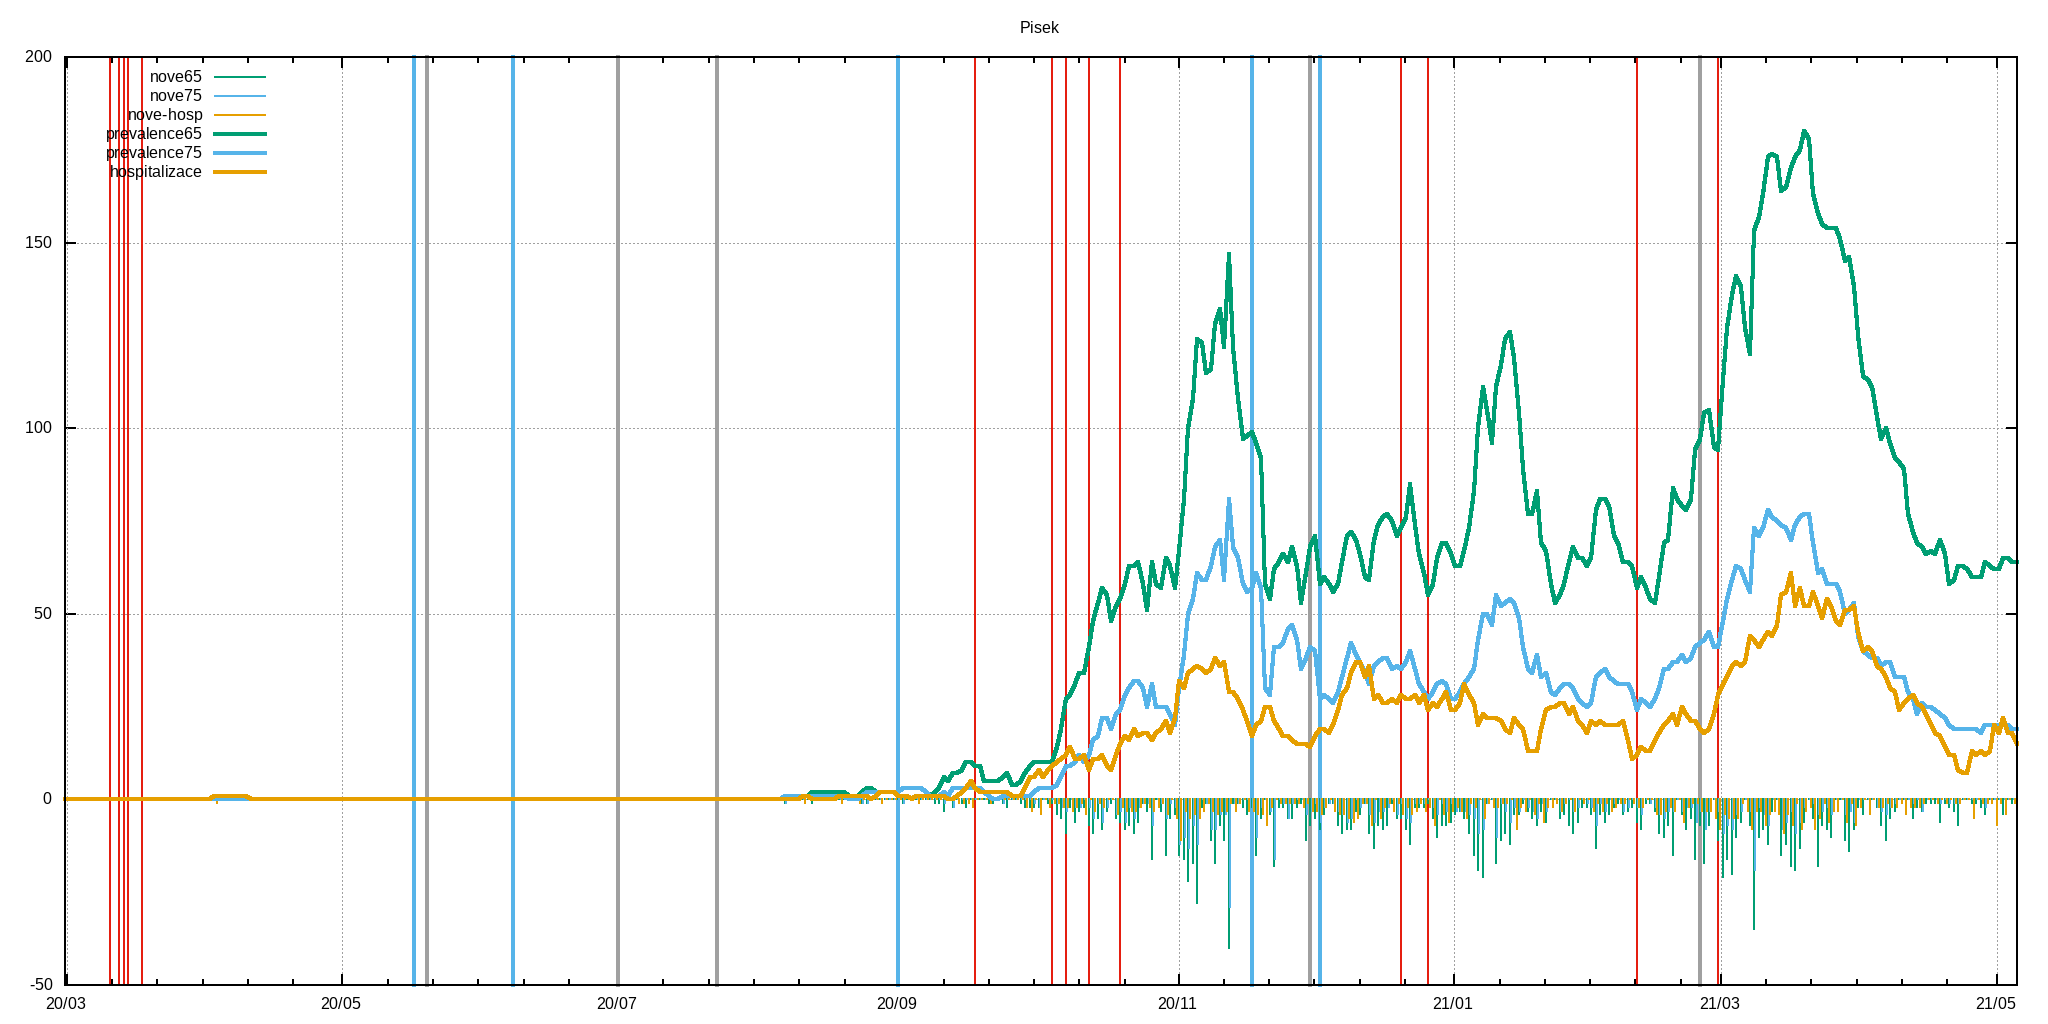 Pisek
200
nove65
nove75
nove-hosp
prevalence65
prevalence75
hospitalizace
150
100
50
0
-50
20/03 20/05 20/07 20/09 20/11 21/01 21/03 21/05